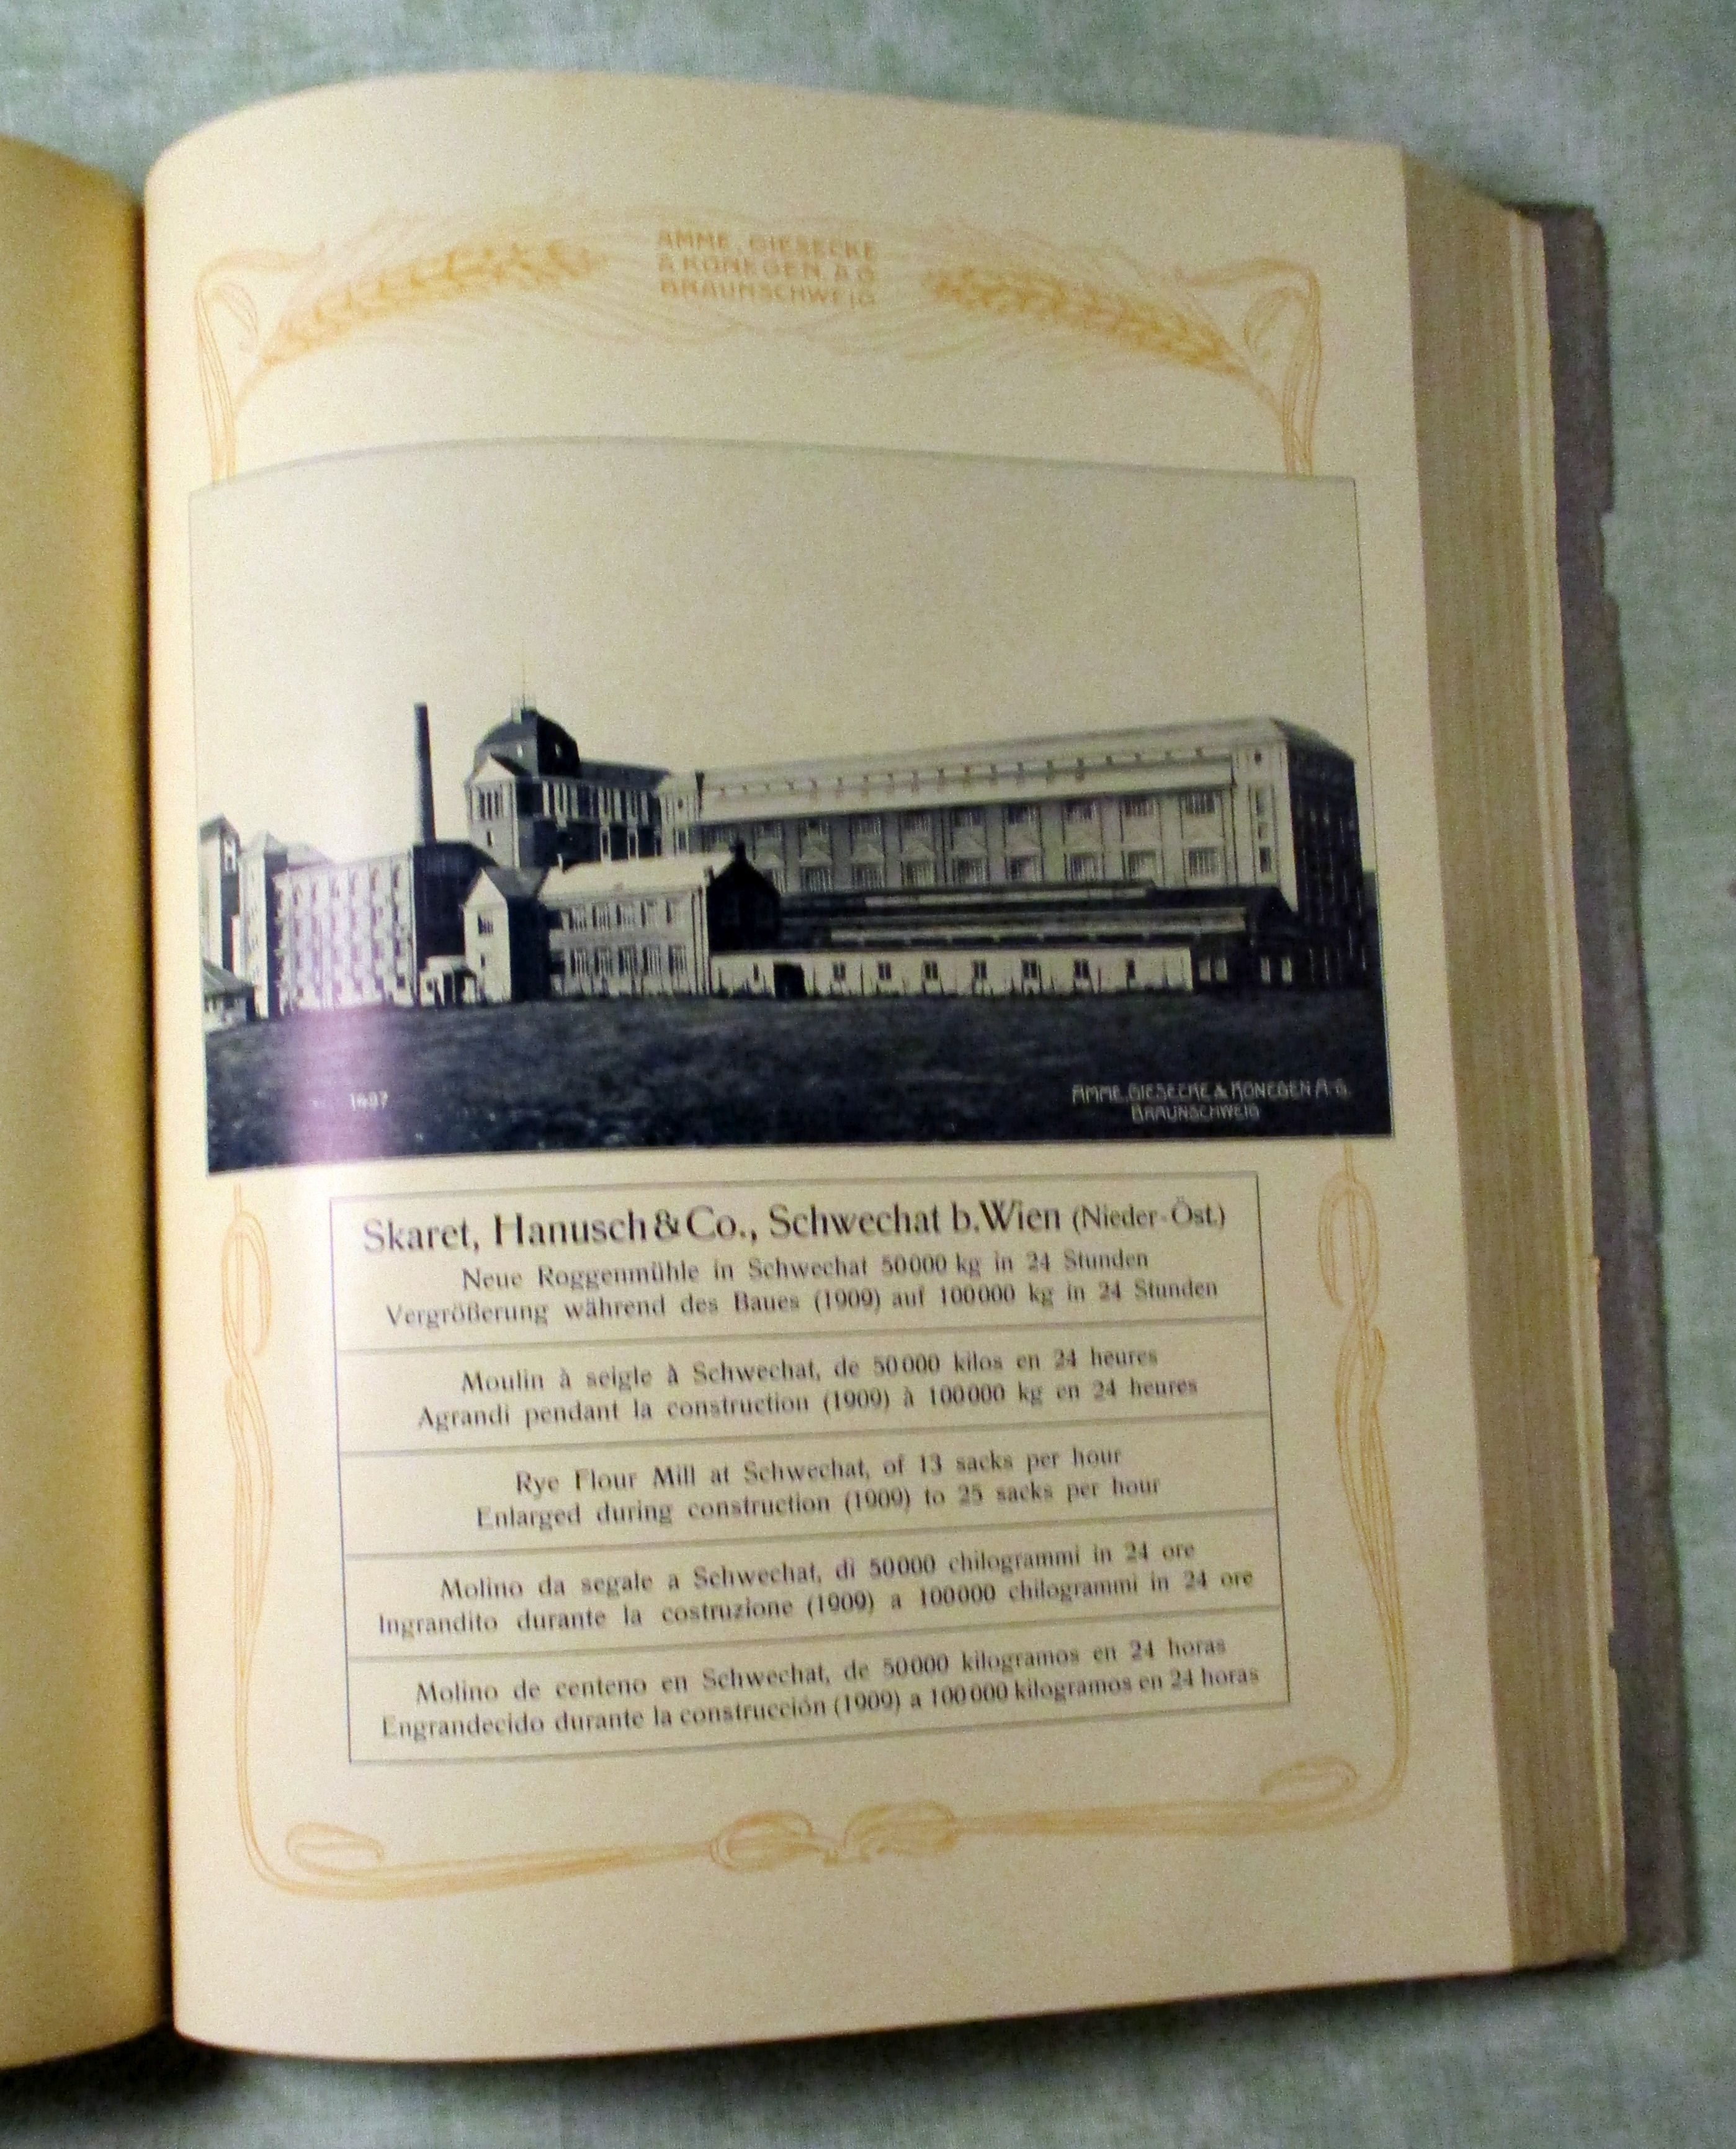 AMME, GIESECKE
& KONEGEN, A-G
BRAUNSCHWEIG
AMME, GIESECKE & KONEGEN A-G.
BRAUNSCHWEIG
Skaret, Hanusch & Co., Schwechat b. Wien (Nieder-Öst.)
Neue Roggenmühle in Schwechat 50000 kg in 24 Stunden
Vergrößerung während des Baues (1909) auf 100000 kg in 24 Stunden
Moulin à seigle à Schwechat, de 50000 kilos en 24 heures
Agrandi pendant la construction (1909) à 100000 kg en 24 heures
Rye Flour Mill at Schwechat, of 13 sacks per hour
Enlarged during construction (1909) to 25 sacks per hour
Molino da segale a Schwechat, di 50000 chilogrammi in 24 ore
Ingrandito durante la costruzione (1909) a 100000 chilogrammi in 24 ore
Molino de centeno en Schwechat, de 50000 kilogramos en 24 horas
Engrandecido durante la construcción (1909) a 100000 kilogramos en 24 horas